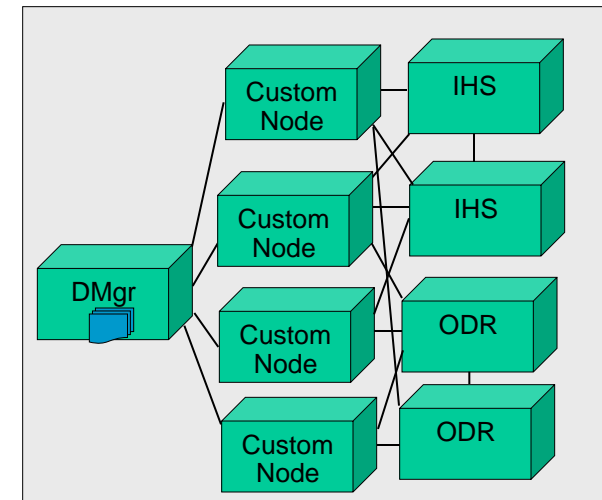 Custom
Node
IHS
Custom
Node
IHS
DMgr
Custom
Node
ODR
Custom
Node
ODR